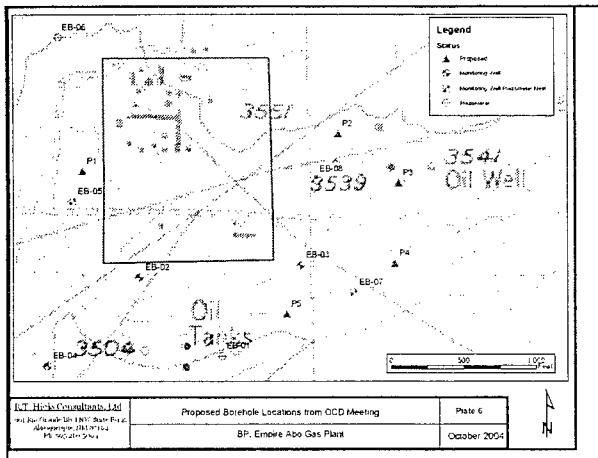 EB-06
Legend
Status
Proposed
Monitoring Well
Monitoring Well Piezometer Nest
Piezometer
3551
P2
P1
EB-08
3541
3539
P3
Oil Well
EB-05
EB-02
EB-03
P4
EB-07
Oil
Tanks
P5
3504
EB-01
EB-04
0 500 1,000
Feet
R.T. Hicks Consultants, Ltd
Proposed Borehole Locations from OCD Meeting
Plate 6
BP, Empire Abo Gas Plant
October 2004
N